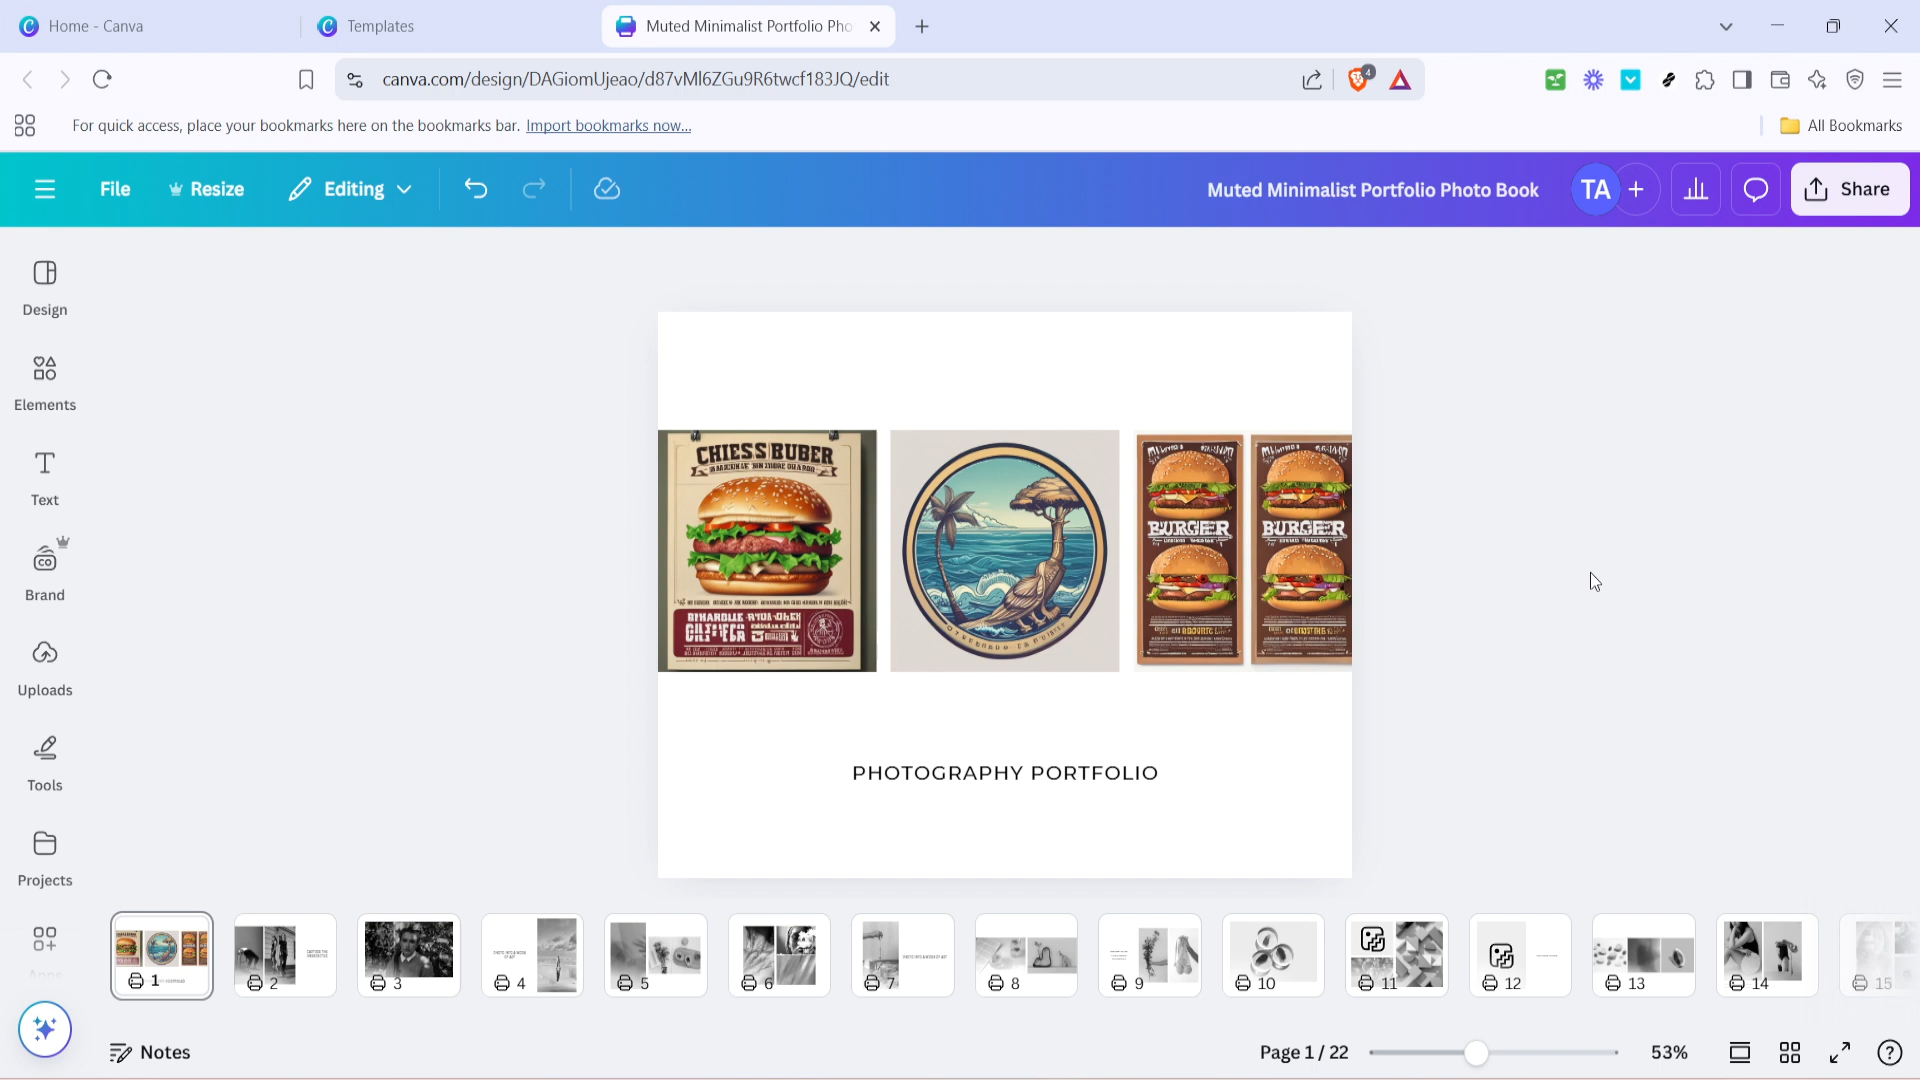 Home - Canva
Templates
Muted Minimalist Portfolio Pho
canva.com/design/DAGiomUjeao/d87vMl6ZGu9R6twcf183JQ/edit
4
For quick access, place your bookmarks here on the bookmarks bar. Import bookmarks now...
All Bookmarks
File
Resize
Editing
Muted Minimalist Portfolio Photo Book
TA
Share
Design
Elements
Text
Brand
Uploads
Tools
Projects
Apps
CHIESS BUBER
BURGER
BURGER
PHOTOGRAPHY PORTFOLIO
1
2
3
4
5
6
7
8
9
10
11
12
13
14
15
Notes
Page 1 / 22
53%